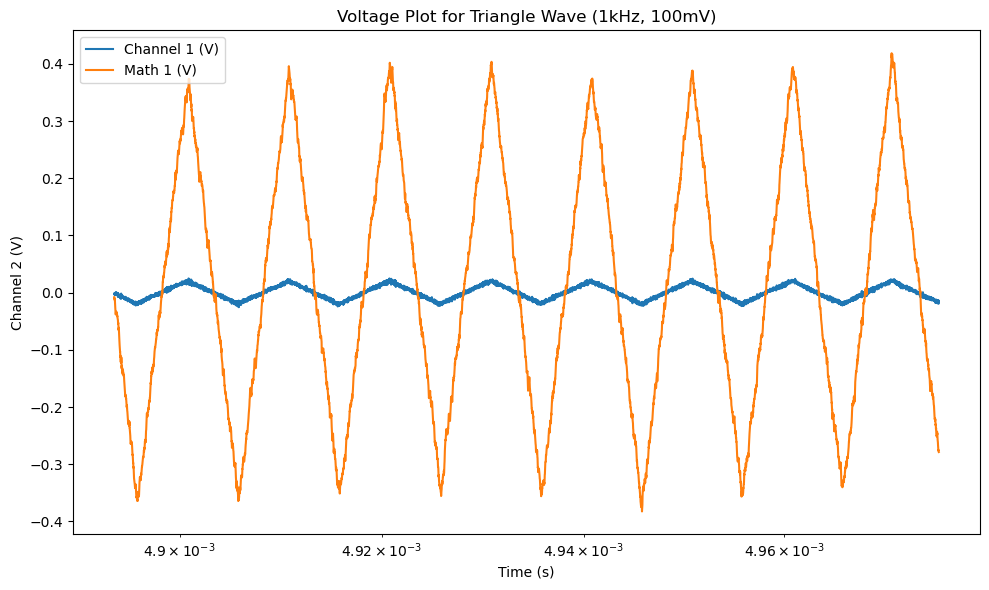 Voltage Plot for Triangle Wave (1kHz, 100mV)
Channel 1 (V)
Math 1 (V)
Channel 2 (V)
0.4
0.3
0.2
0.1
0.0
−0.1
−0.2
−0.3
−0.4
4.9 × 10⁻³ 4.92 × 10⁻³ 4.94 × 10⁻³ 4.96 × 10⁻³
Time (s)